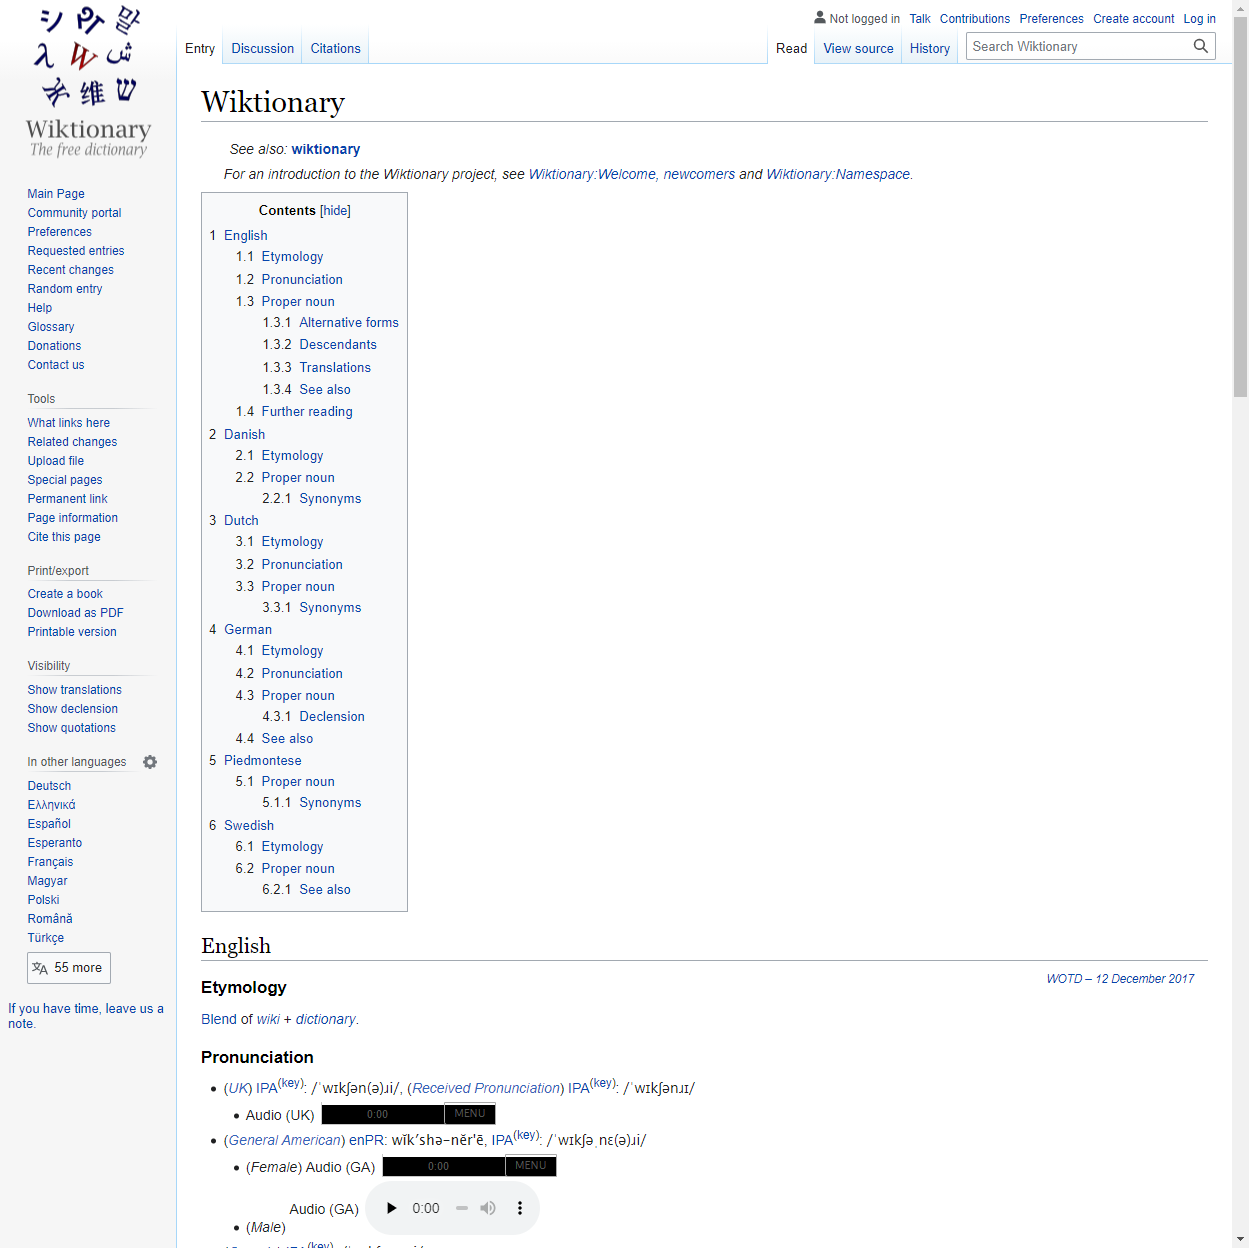 シ
말
λ
W
ش
维
ש
Wiktionary
The free dictionary
Not logged in Talk Contributions Preferences Create account Log in
Entry Discussion Citations Read View source History Search Wiktionary
Main Page
Community portal
Preferences
Requested entries
Recent changes
Random entry
Help
Glossary
Donations
Contact us
Tools
What links here
Related changes
Upload file
Special pages
Permanent link
Page information
Cite this page
Print/export
Create a book
Download as PDF
Printable version
Visibility
Show translations
Show declension
Show quotations
In other languages
Deutsch
Ελληνικά
Español
Esperanto
Français
Magyar
Polski
Română
Türkçe
55 more
If you have time, leave us a
note.
Wiktionary
See also: wiktionary
For an introduction to the Wiktionary project, see Wiktionary:Welcome, newcomers and Wiktionary:Namespace.
Contents [hide]
1 English
1.1 Etymology
1.2 Pronunciation
1.3 Proper noun
1.3.1 Alternative forms
1.3.2 Descendants
1.3.3 Translations
1.3.4 See also
1.4 Further reading
2 Danish
2.1 Etymology
2.2 Proper noun
2.2.1 Synonyms
3 Dutch
3.1 Etymology
3.2 Pronunciation
3.3 Proper noun
3.3.1 Synonyms
4 German
4.1 Etymology
4.2 Pronunciation
4.3 Proper noun
4.3.1 Declension
4.4 See also
5 Piedmontese
5.1 Proper noun
5.1.1 Synonyms
6 Swedish
6.1 Etymology
6.2 Proper noun
6.2.1 See also
English
WOTD – 12 December 2017
Etymology
Blend of wiki + dictionary.
Pronunciation
(UK) IPA(key): /ˈwɪkʃən(ə)ɹi/, (Received Pronunciation) IPA(key): /ˈwɪkʃənɹɪ/
Audio (UK) 0:00 MENU
(General American) enPR: wĭk′shə-nĕr'ē, IPA(key): /ˈwɪkʃəˌnɛ(ə)ɹi/
(Female) Audio (GA) 0:00 MENU
Audio (GA) 0:00
(Male)